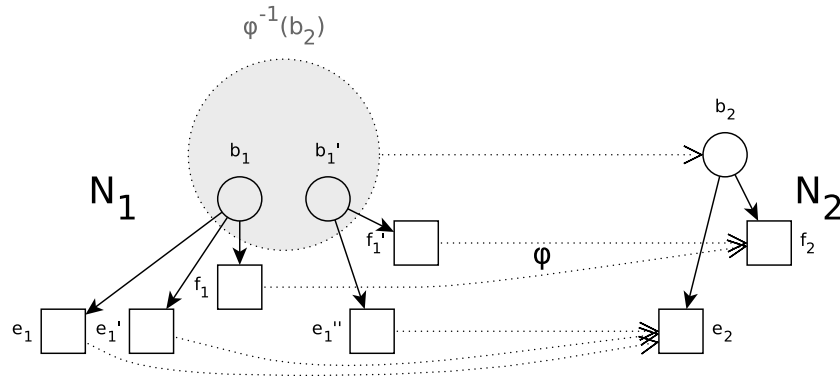 φ⁻¹(b₂)
b₂
b₁
b₁'
N₁
N₂
f₁'
f₂
φ
f₁
e₁
e₁'
e₁''
e₂